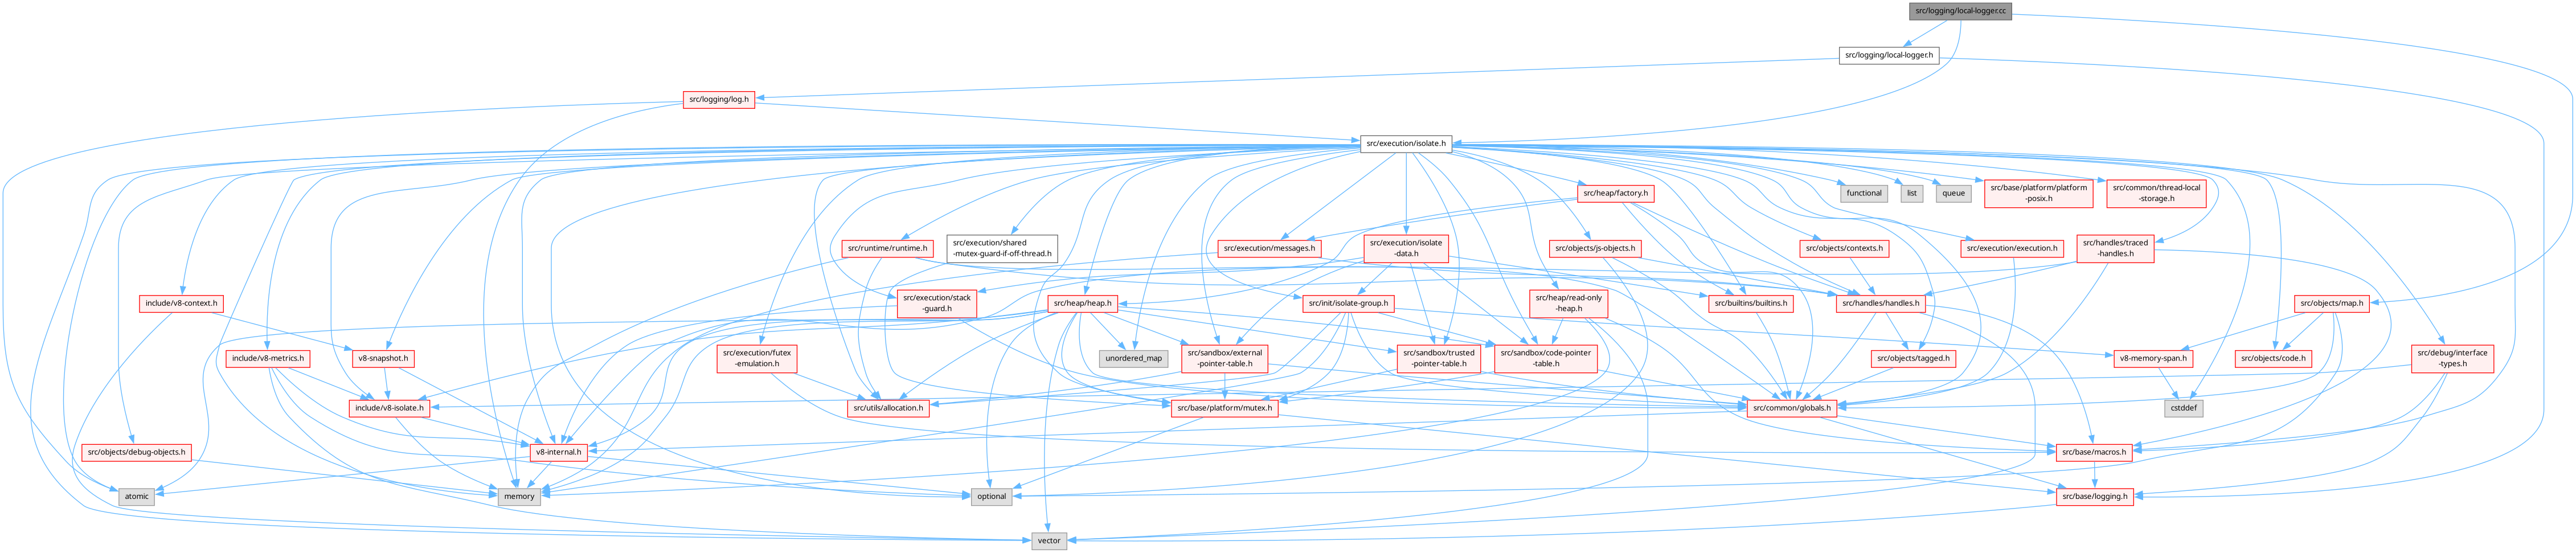 src/logging/local-logger.cc
src/logging/local-logger.h
src/logging/log.h
src/execution/isolate.h
src/heap/factory.h
functional
list
queue
src/base/platform/platform
-posix.h
src/common/thread-local
-storage.h
src/runtime/runtime.h
src/execution/shared
-mutex-guard-if-off-thread.h
src/execution/messages.h
src/execution/isolate
-data.h
src/objects/js-objects.h
src/objects/contexts.h
src/execution/execution.h
src/handles/traced
-handles.h
include/v8-context.h
src/execution/stack
-guard.h
src/heap/heap.h
src/init/isolate-group.h
src/heap/read-only
-heap.h
src/builtins/builtins.h
src/handles/handles.h
src/objects/map.h
include/v8-metrics.h
v8-snapshot.h
src/execution/futex
-emulation.h
unordered_map
src/sandbox/external
-pointer-table.h
src/sandbox/trusted
-pointer-table.h
src/sandbox/code-pointer
-table.h
src/objects/tagged.h
v8-memory-span.h
src/objects/code.h
src/debug/interface
-types.h
include/v8-isolate.h
src/utils/allocation.h
src/base/platform/mutex.h
src/common/globals.h
cstddef
src/objects/debug-objects.h
v8-internal.h
src/base/macros.h
atomic
memory
optional
src/base/logging.h
vector